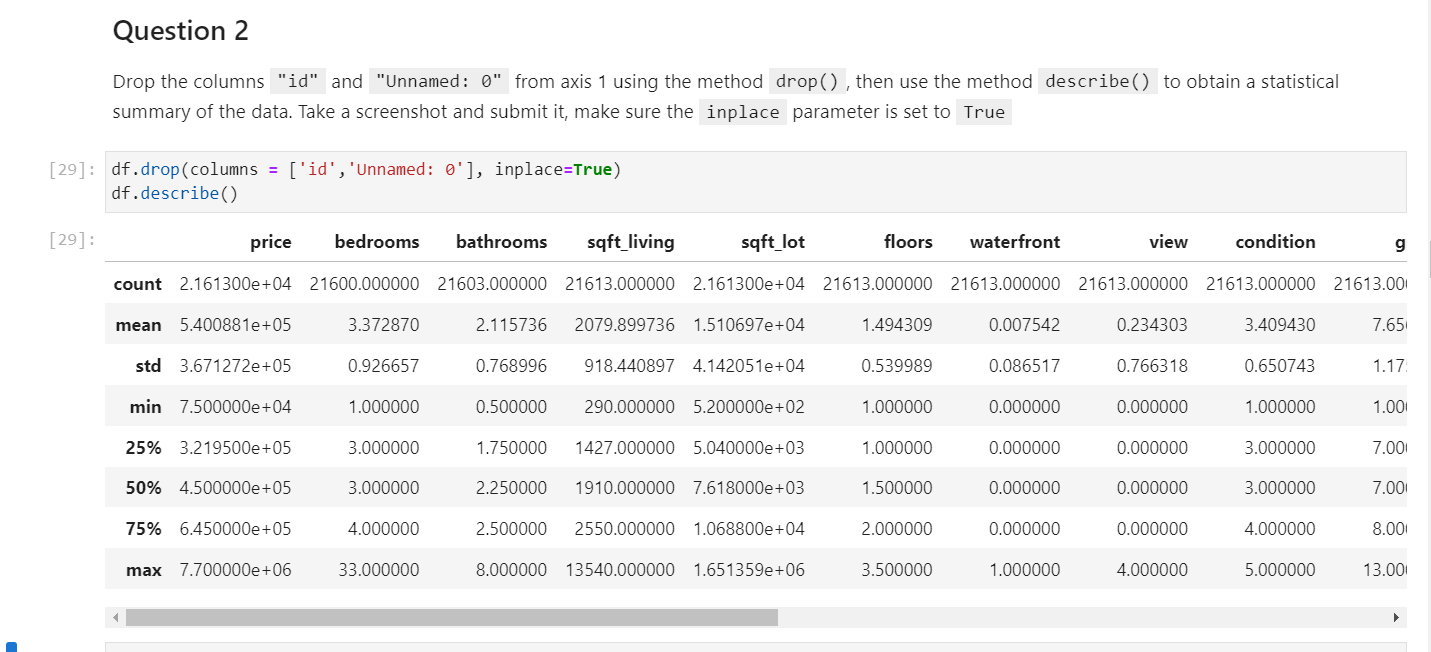 Question 2
Drop the columns "id" and "Unnamed: 0" from axis 1 using the method drop(), then use the method describe() to obtain a statistical
summary of the data. Take a screenshot and submit it, make sure the inplace parameter is set to True
[29]: df.drop(columns = ['id','Unnamed: 0'], inplace=True)
df.describe()
[29]: price bedrooms bathrooms sqft_living sqft_lot floors waterfront view condition g
count 2.161300e+04 21600.000000 21603.000000 21613.000000 2.161300e+04 21613.000000 21613.000000 21613.000000 21613.000000 21613.00
mean 5.400881e+05 3.372870 2.115736 2079.899736 1.510697e+04 1.494309 0.007542 0.234303 3.409430 7.65
std 3.671272e+05 0.926657 0.768996 918.440897 4.142051e+04 0.539989 0.086517 0.766318 0.650743 1.17
min 7.500000e+04 1.000000 0.500000 290.000000 5.200000e+02 1.000000 0.000000 0.000000 1.000000 1.00
25% 3.219500e+05 3.000000 1.750000 1427.000000 5.040000e+03 1.000000 0.000000 0.000000 3.000000 7.00
50% 4.500000e+05 3.000000 2.250000 1910.000000 7.618000e+03 1.500000 0.000000 0.000000 3.000000 7.00
75% 6.450000e+05 4.000000 2.500000 2550.000000 1.068800e+04 2.000000 0.000000 0.000000 4.000000 8.00
max 7.700000e+06 33.000000 8.000000 13540.000000 1.651359e+06 3.500000 1.000000 4.000000 5.000000 13.00